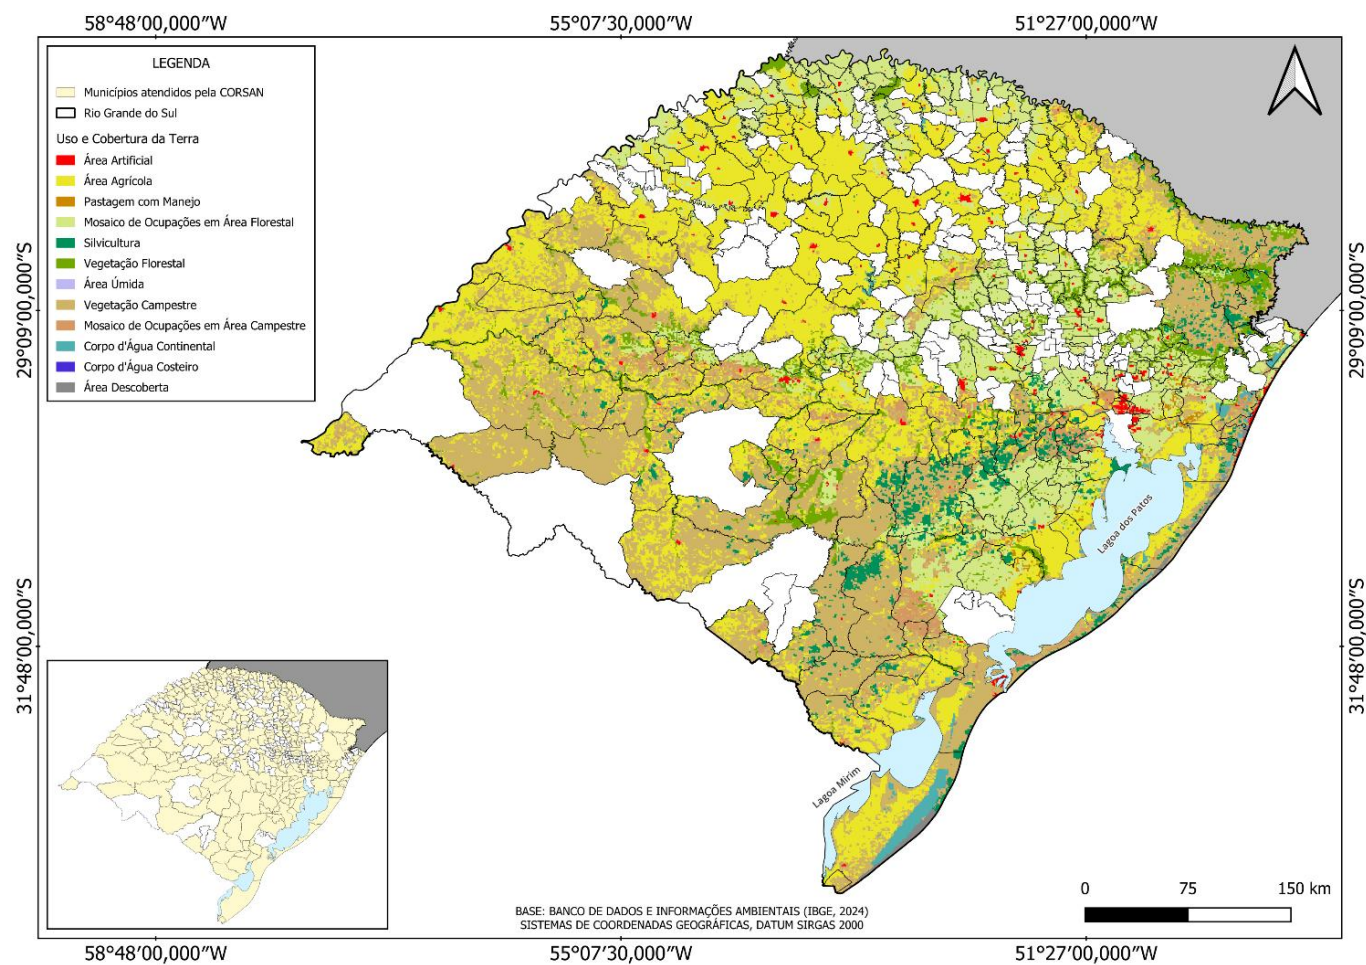 58°48'00,000"W 55°07'30,000"W 51°27'00,000"W
LEGENDA
Municípios atendidos pela CORSAN
Rio Grande do Sul
Uso e Cobertura da Terra
Área Artificial
Área Agrícola
Pastagem com Manejo
Mosaico de Ocupações em Área Florestal
Silvicultura
Vegetação Florestal
Área Úmida
Vegetação Campestre
Mosaico de Ocupações em Área Campestre
Corpo d'Água Continental
Corpo d'Água Costeiro
Área Descoberta
29°09'00,000"S
29°09'00,000"S
Lagoa dos Patos
31°48'00,000"S
31°48'00,000"S
Lagoa Mirim
0 75 150 km
BASE: BANCO DE DADOS E INFORMAÇÕES AMBIENTAIS (IBGE, 2024)
SISTEMAS DE COORDENADAS GEOGRÁFICAS, DATUM SIRGAS 2000
58°48'00,000"W 55°07'30,000"W 51°27'00,000"W